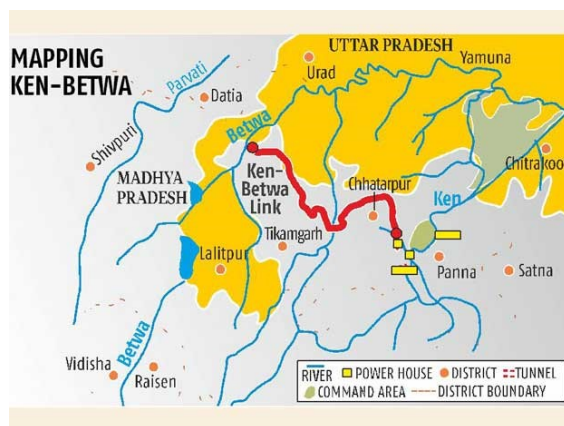 MAPPING
KEN-BETWA
UTTAR PRADESH
Yamuna
Parvati
Urad
Datia
Betwa
Shivpuri
Chitrakoo
MADHYA
PRADESH
Ken-
Betwa
Link
Chhatarpur
Ken
Tikamgarh
Lalitpur
Panna
Satna
Betwa
Vidisha
Raisen
RIVER
POWER HOUSE
DISTRICT
TUNNEL
COMMAND AREA
DISTRICT BOUNDARY